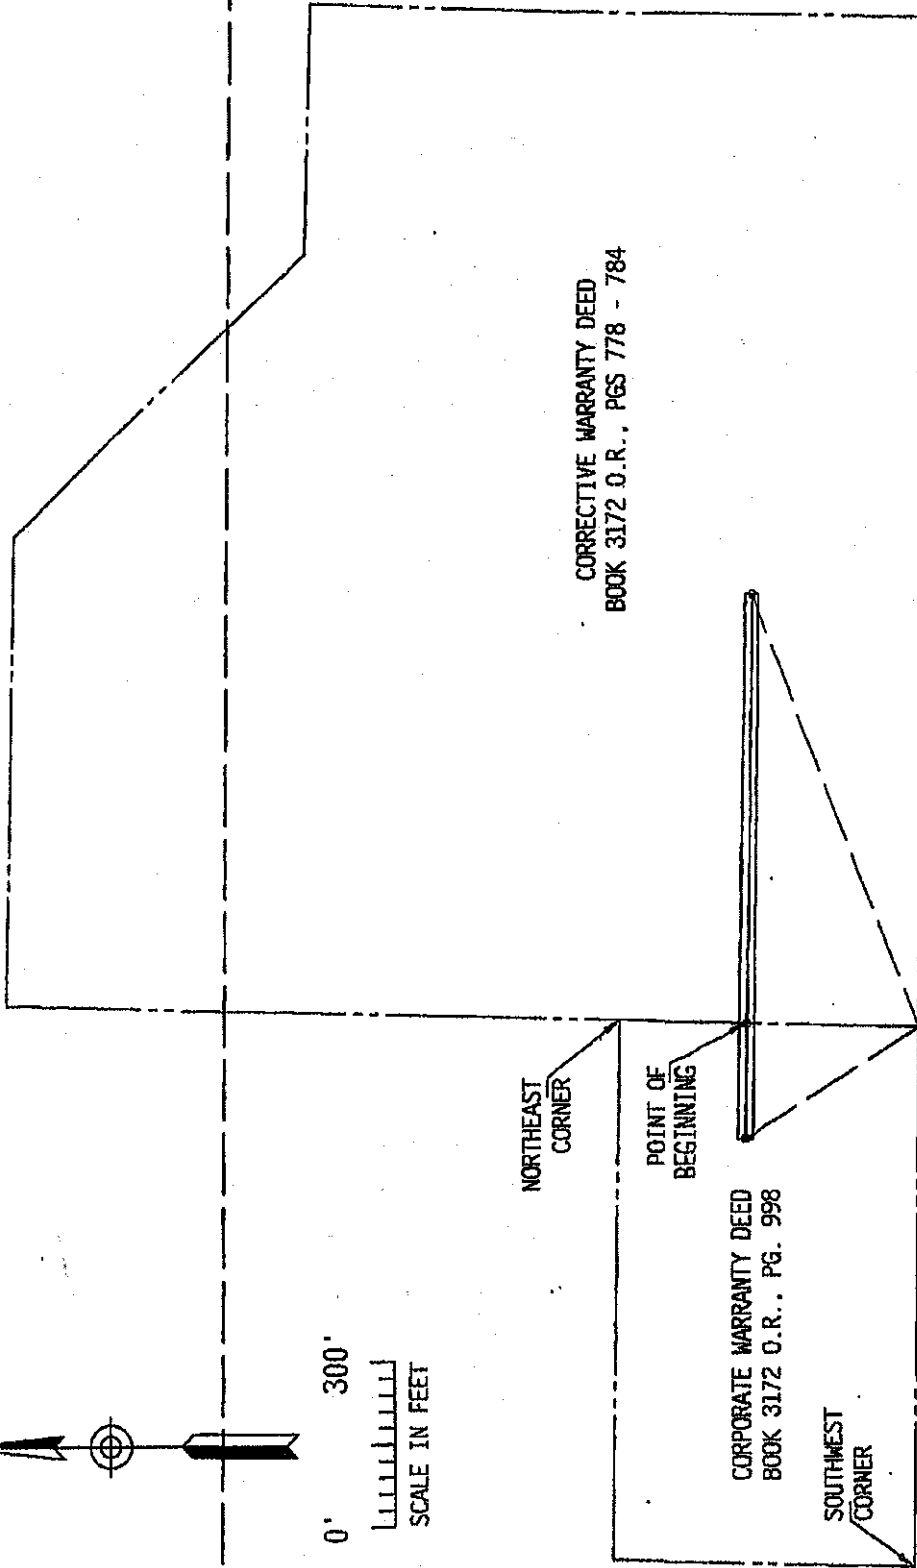 0' 300'
SCALE IN FEET
NORTHEAST
CORNER
POINT OF
BEGINNING
CORRECTIVE WARRANTY DEED
BOOK 3172 O.R., PGS 778 - 784
CORPORATE WARRANTY DEED
BOOK 3172 O.R., PG. 998
SOUTHWEST
CORNER